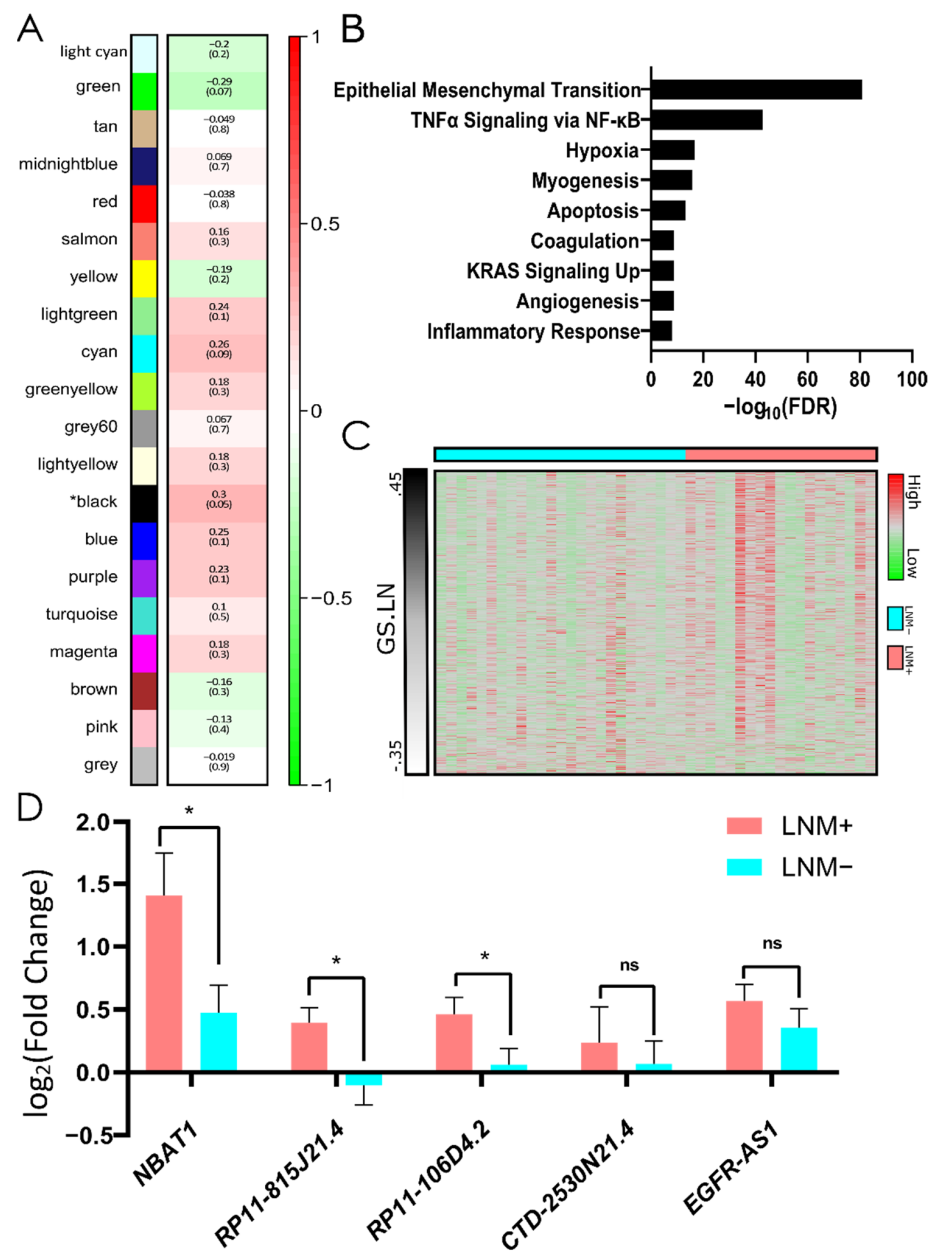 A
light cyan
−0.2
(0.2)
green
−0.29
(0.07)
tan
−0.049
(0.8)
midnightblue
0.069
(0.7)
red
−0.038
(0.8)
salmon
0.16
(0.3)
yellow
−0.19
(0.2)
lightgreen
0.24
(0.1)
cyan
0.26
(0.09)
greenyellow
0.18
(0.3)
grey60
0.067
(0.7)
lightyellow
0.18
(0.3)
*black
0.3
(0.05)
blue
0.25
(0.1)
purple
0.23
(0.1)
turquoise
0.1
(0.5)
magenta
0.18
(0.3)
brown
−0.16
(0.3)
pink
−0.13
(0.4)
grey
−0.019
(0.9)
1
0.5
0
−0.5
−1
B
Epithelial Mesenchymal Transition
TNFα Signaling via NF-κB
Hypoxia
Myogenesis
Apoptosis
Coagulation
KRAS Signaling Up
Angiogenesis
Inflammatory Response
0 20 40 60 80 100
−log10(FDR)
C
.45
GS.LN
-.35
High
Low
LNM−
LNM+
D
log2(Fold Change)
2.0
1.5
1.0
0.5
0.0
−0.5
* * * ns ns
LNM+
LNM−
NBAT1
RP11-815J21.4
RP11-106D4.2
CTD-2530N21.4
EGFR-AS1